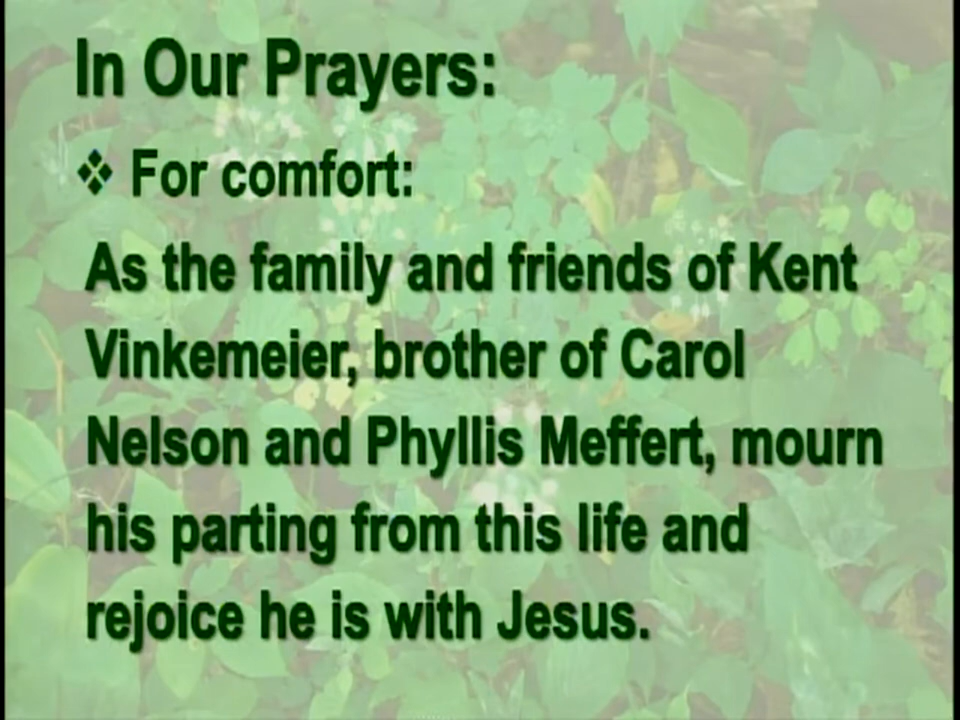 In Our Prayers:
❖ For comfort:
As the family and friends of Kent
Vinkemeier, brother of Carol
Nelson and Phyllis Meffert, mourn
his parting from this life and
rejoice he is with Jesus.